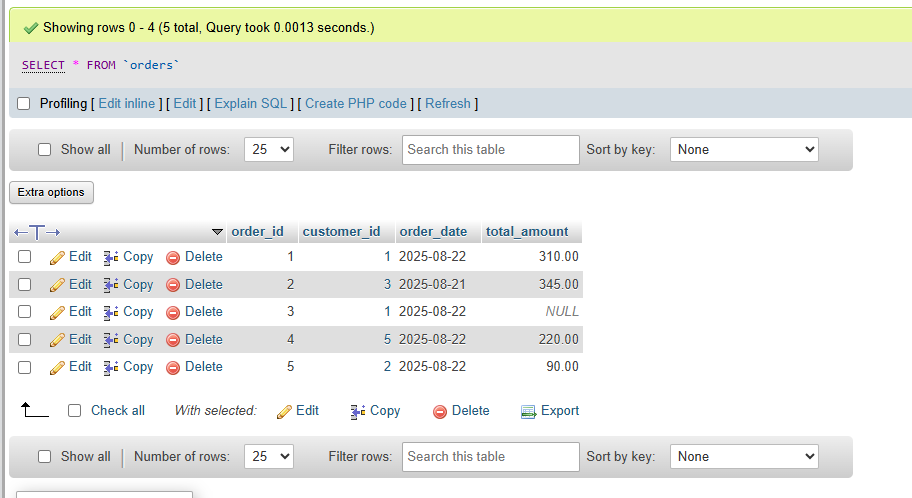 Showing rows 0 - 4 (5 total, Query took 0.0013 seconds.)
SELECT * FROM `orders`
Profiling [ Edit inline ] [ Edit ] [ Explain SQL ] [ Create PHP code ] [ Refresh ]
Show all Number of rows: 25 Filter rows: Search this table Sort by key: None
Extra options
order_id customer_id order_date total_amount
Edit Copy Delete 1 1 2025-08-22 310.00
Edit Copy Delete 2 3 2025-08-21 345.00
Edit Copy Delete 3 1 2025-08-22 NULL
Edit Copy Delete 4 5 2025-08-22 220.00
Edit Copy Delete 5 2 2025-08-22 90.00
Check all With selected: Edit Copy Delete Export
Show all Number of rows: 25 Filter rows: Search this table Sort by key: None